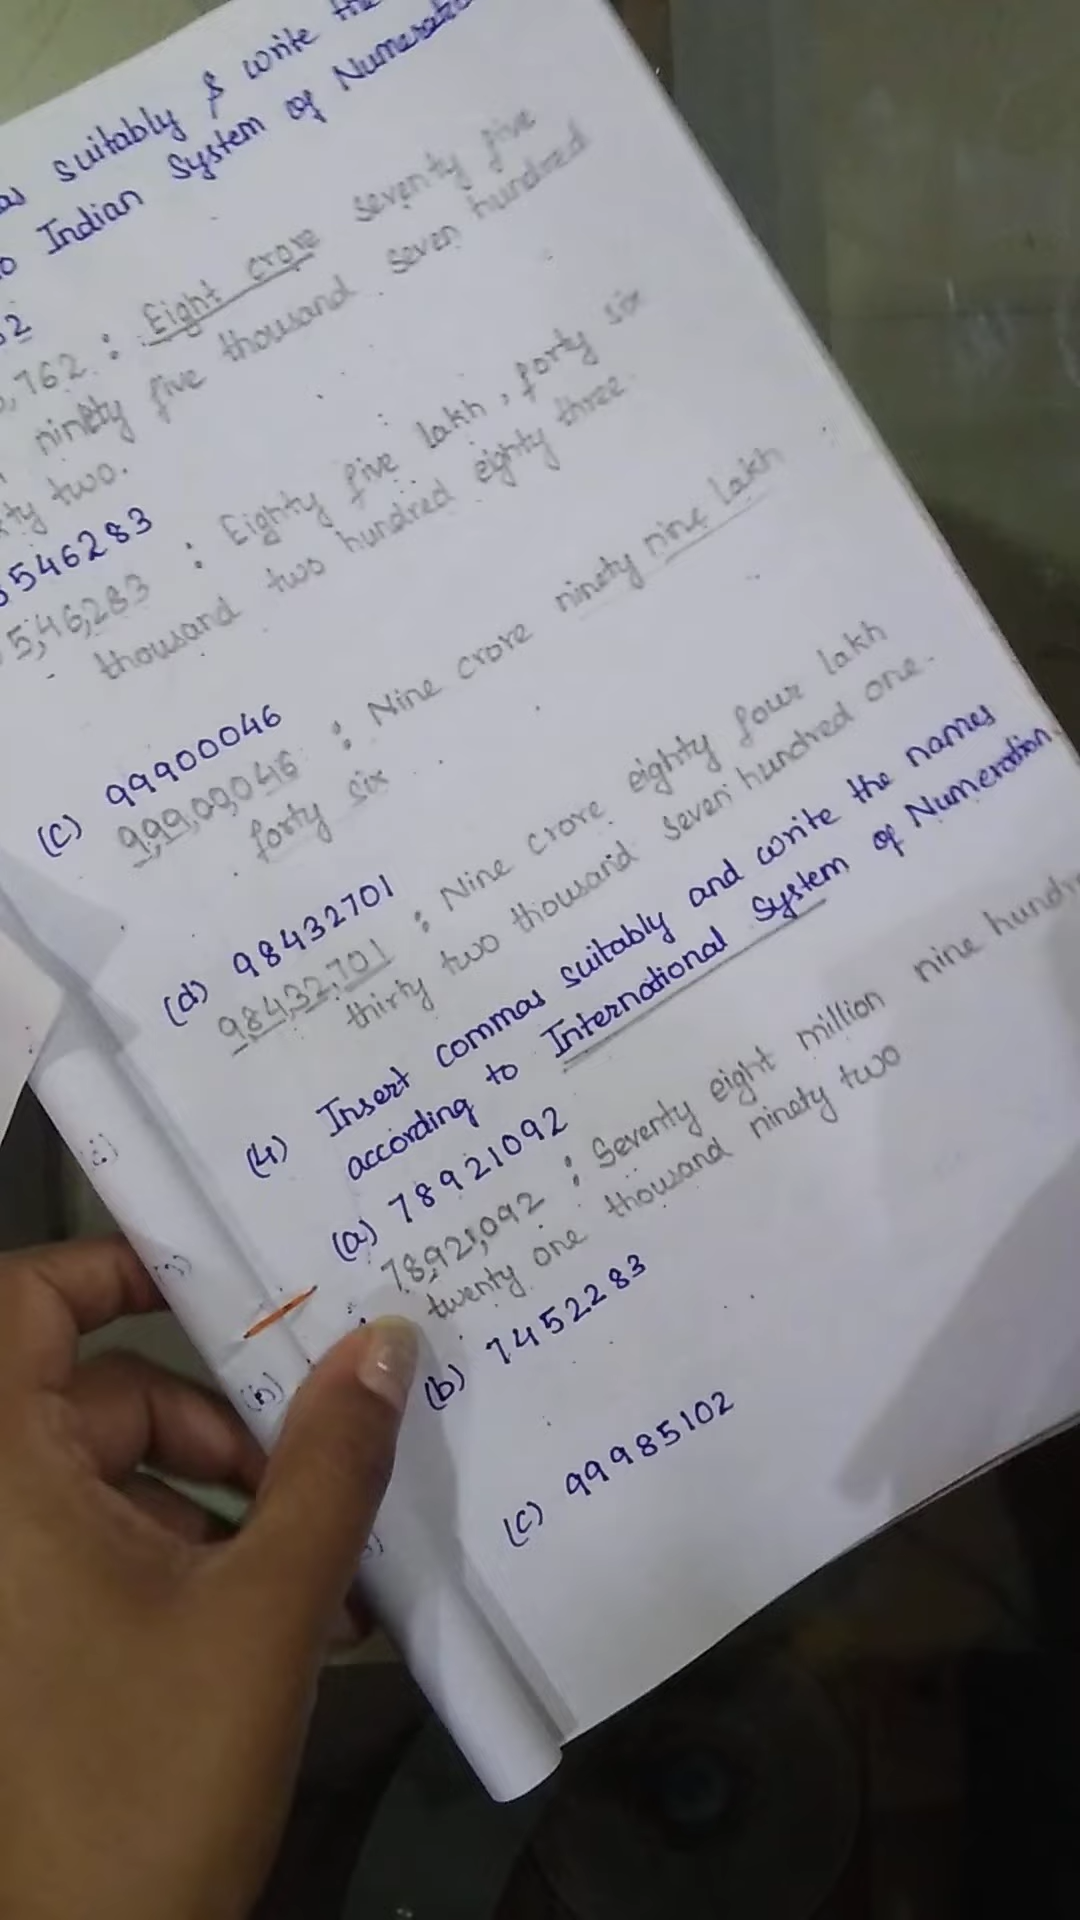 suitably & write the
Indian System of Numeratio
762 : Eight crore seventy five
ninety five thousand seven hundred
ty two.
546283
5,46,283 : Eighty five lakh, forty six
thousand two hundred eighty three.
(c) 99900046
9,99,00,046 : Nine crore ninety nine lakh
forty six
(d) 98432701
9,84,32,701 : Nine crore eighty four lakh
thirty two thousand seven hundred one.
(4) Insert commas suitably and write the names
according to International System of Numeration.
(a) 78921092
78,921,092 : Seventy eight million nine hundr
twenty one thousand ninety two
(b) 7452283
(c) 99985102